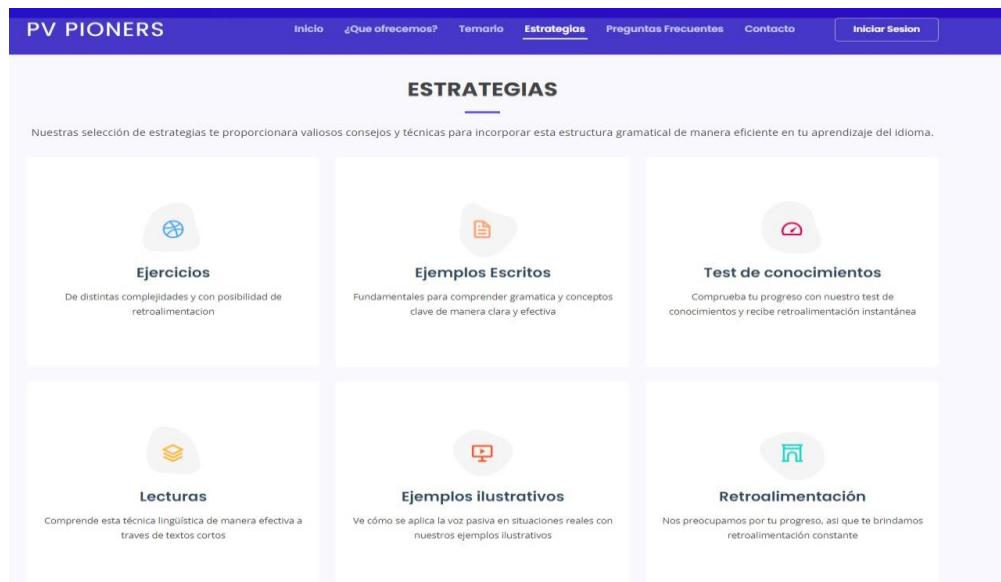 PV PIONERS
Inicio
¿Que ofrecemos?
Temario
Estrategias
Preguntas Frecuentes
Contacto
Iniciar Sesion
ESTRATEGIAS
Nuestras selección de estrategias te proporcionara valiosos consejos y técnicas para incorporar esta estructura gramatical de manera eficiente en tu aprendizaje del idioma.
Ejercicios
De distintas complejidades y con posibilidad de
retroalimentacion
Ejemplos Escritos
Fundamentales para comprender gramatica y conceptos
clave de manera clara y efectiva
Test de conocimientos
Comprueba tu progreso con nuestro test de
conocimientos y recibe retroalimentación instantánea
Lecturas
Comprende esta técnica lingüística de manera efectiva a
traves de textos cortos
Ejemplos ilustrativos
Ve cómo se aplica la voz pasiva en situaciones reales con
nuestros ejemplos ilustrativos
Retroalimentación
Nos preocupamos por tu progreso, asi que te brindamos
retroalimentación constante